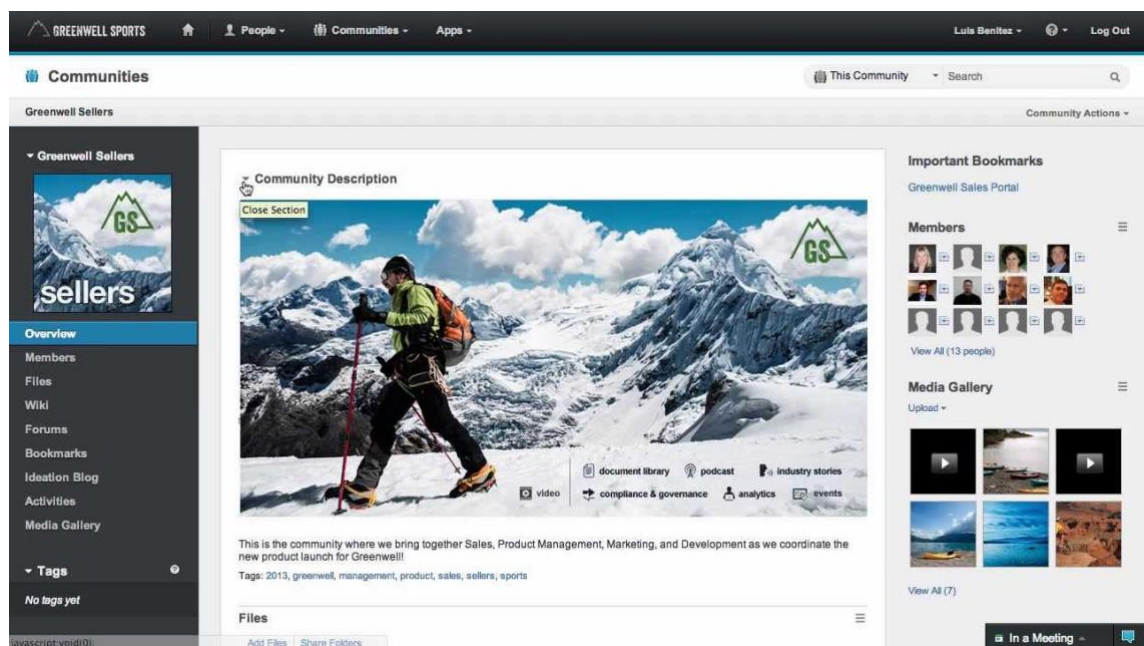 GREENWELL SPORTS
People
Communities
Apps
Luis Benitez
Log Out
Communities
This Community
Search
Greenwell Sellers
Community Actions
Greenwell Sellers
GS
sellers
Overview
Members
Files
Wiki
Forums
Bookmarks
Ideation Blog
Activities
Media Gallery
Tags
No tags yet
javascript:void(0);
Community Description
Close Section
GS
document library
podcast
industry stories
video
compliance & governance
analytics
events
This is the community where we bring together Sales, Product Management, Marketing, and Development as we coordinate the
new product launch for Greenwell!
Tags: 2013, greenwell, management, product, sales, sellers, sports
Files
Add Files
Share Folders
Important Bookmarks
Greenwell Sales Portal
Members
View All (13 people)
Media Gallery
Upload
View All (7)
In a Meeting